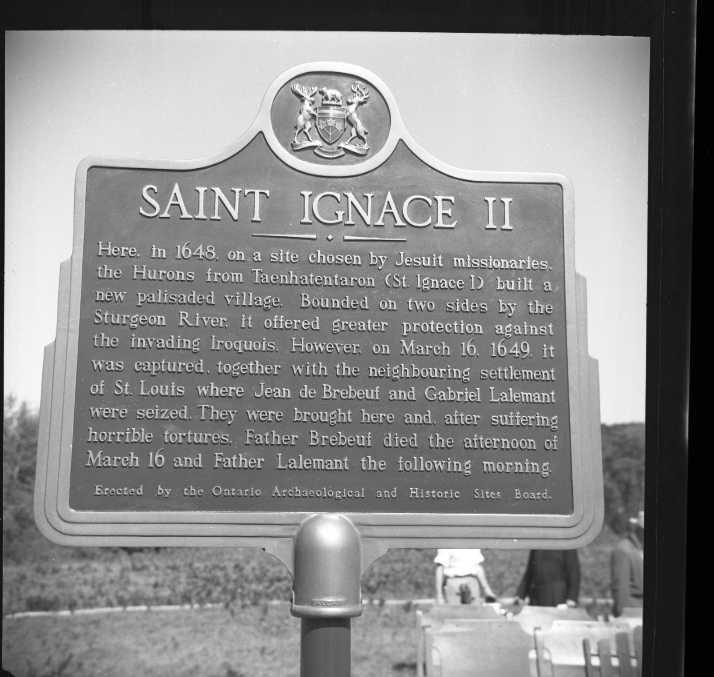 SAINT IGNACE II
Here, in 1648, on a site chosen by Jesuit missionaries,
the Hurons from Taenhatentaron (St. Ignace I) built a
new palisaded village. Bounded on two sides by the
Sturgeon River, it offered greater protection against
the invading Iroquois. However, on March 16, 1649, it
was captured, together with the neighbouring settlement
of St. Louis where Jean de Brebeuf and Gabriel Lalemant
were seized. They were brought here and, after suffering
horrible tortures, Father Brebeuf died the afternoon of
March 16 and Father Lalemant the following morning.
Erected by the Ontario Archaeological and Historic Sites Board.